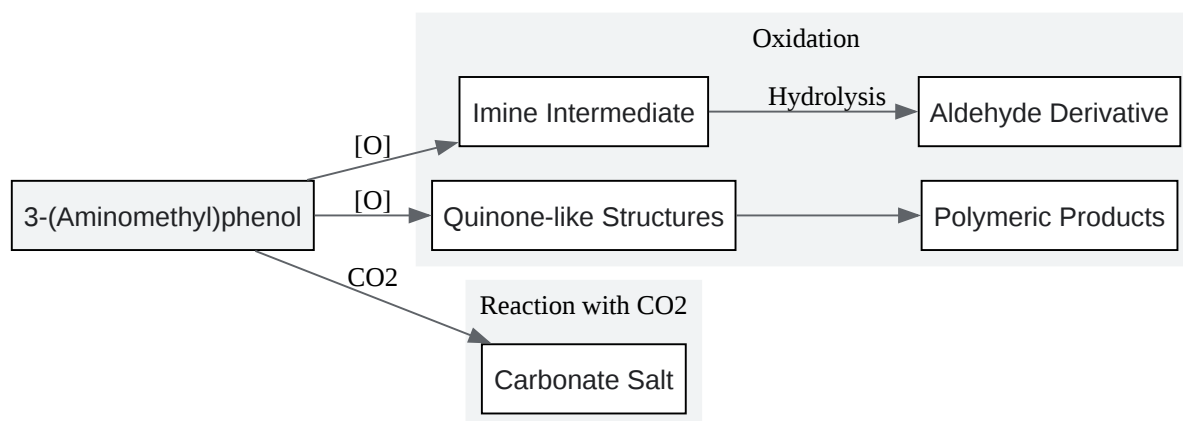 Oxidation
Imine Intermediate
Hydrolysis
Aldehyde Derivative
[O]
3-(Aminomethyl)phenol
[O]
Quinone-like Structures
Polymeric Products
CO2
Reaction with CO2
Carbonate Salt